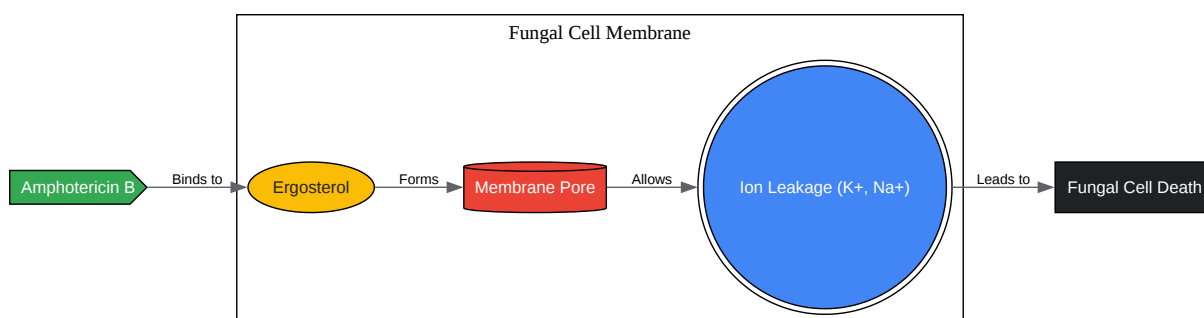 Fungal Cell Membrane
Amphotericin B
Binds to
Ergosterol
Forms
Membrane Pore
Allows
Ion Leakage (K+, Na+)
Leads to
Fungal Cell Death